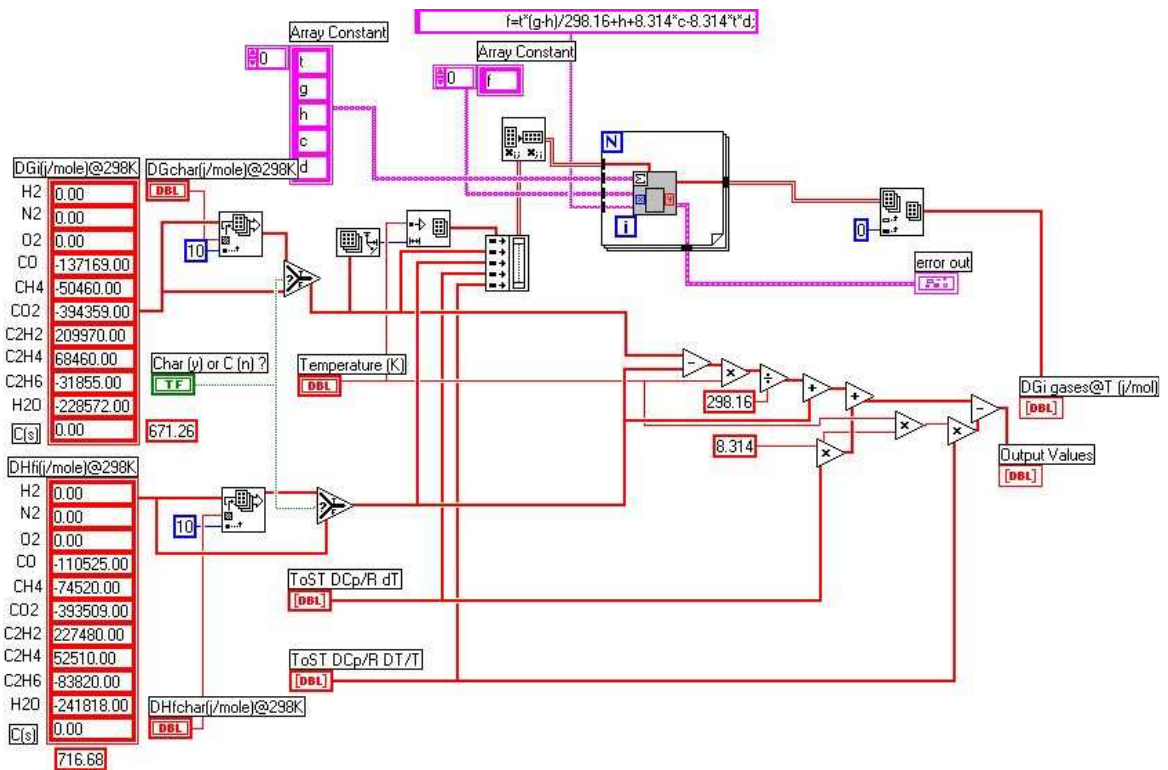 f=t*(g-h)/298.16+h+8.314*c-8.314*t*d;
Array Constant
0
t
g
h
c
d
Array Constant
0
f
DGi(j/mole)@298K
H2 0.00
N2 0.00
O2 0.00
CO -137169.00
CH4 -50460.00
CO2 -394359.00
C2H2 209970.00
C2H4 68460.00
C2H6 -31855.00
H2O -228572.00
C(s) 0.00
671.26
DGchar(j/mole)@298K
DBL
10
N
i
0
error out
Char (y) or C (n) ?
TF
Temperature (K)
DBL
298.16
8.314
DGi gases@T (j/mol)
[DBL]
Output Values
[DBL]
DHfi(j/mole)@298K
H2 0.00
N2 0.00
O2 0.00
CO -110525.00
CH4 -74520.00
CO2 -393509.00
C2H2 227480.00
C2H4 52510.00
C2H6 -83820.00
H2O -241818.00
C(s) 0.00
716.68
10
DHfchar(j/mole)@298K
DBL
ToST DCp/R dT
[DBL]
ToST DCp/R DT/T
[DBL]